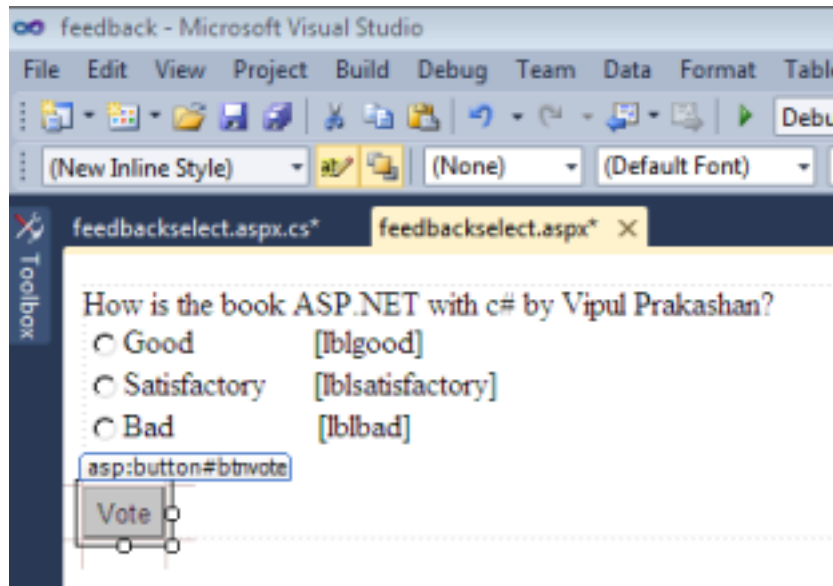 feedback - Microsoft Visual Studio
File Edit View Project Build Debug Team Data Format Table
Debu
(New Inline Style) ab (None) (Default Font)
feedbackselect.aspx.cs* feedbackselect.aspx*
Toolbox
How is the book ASP.NET with c# by Vipul Prakashan?
Good [lblgood]
Satisfactory [lblsatisfactory]
Bad [lblbad]
asp:button#btnvote
Vote